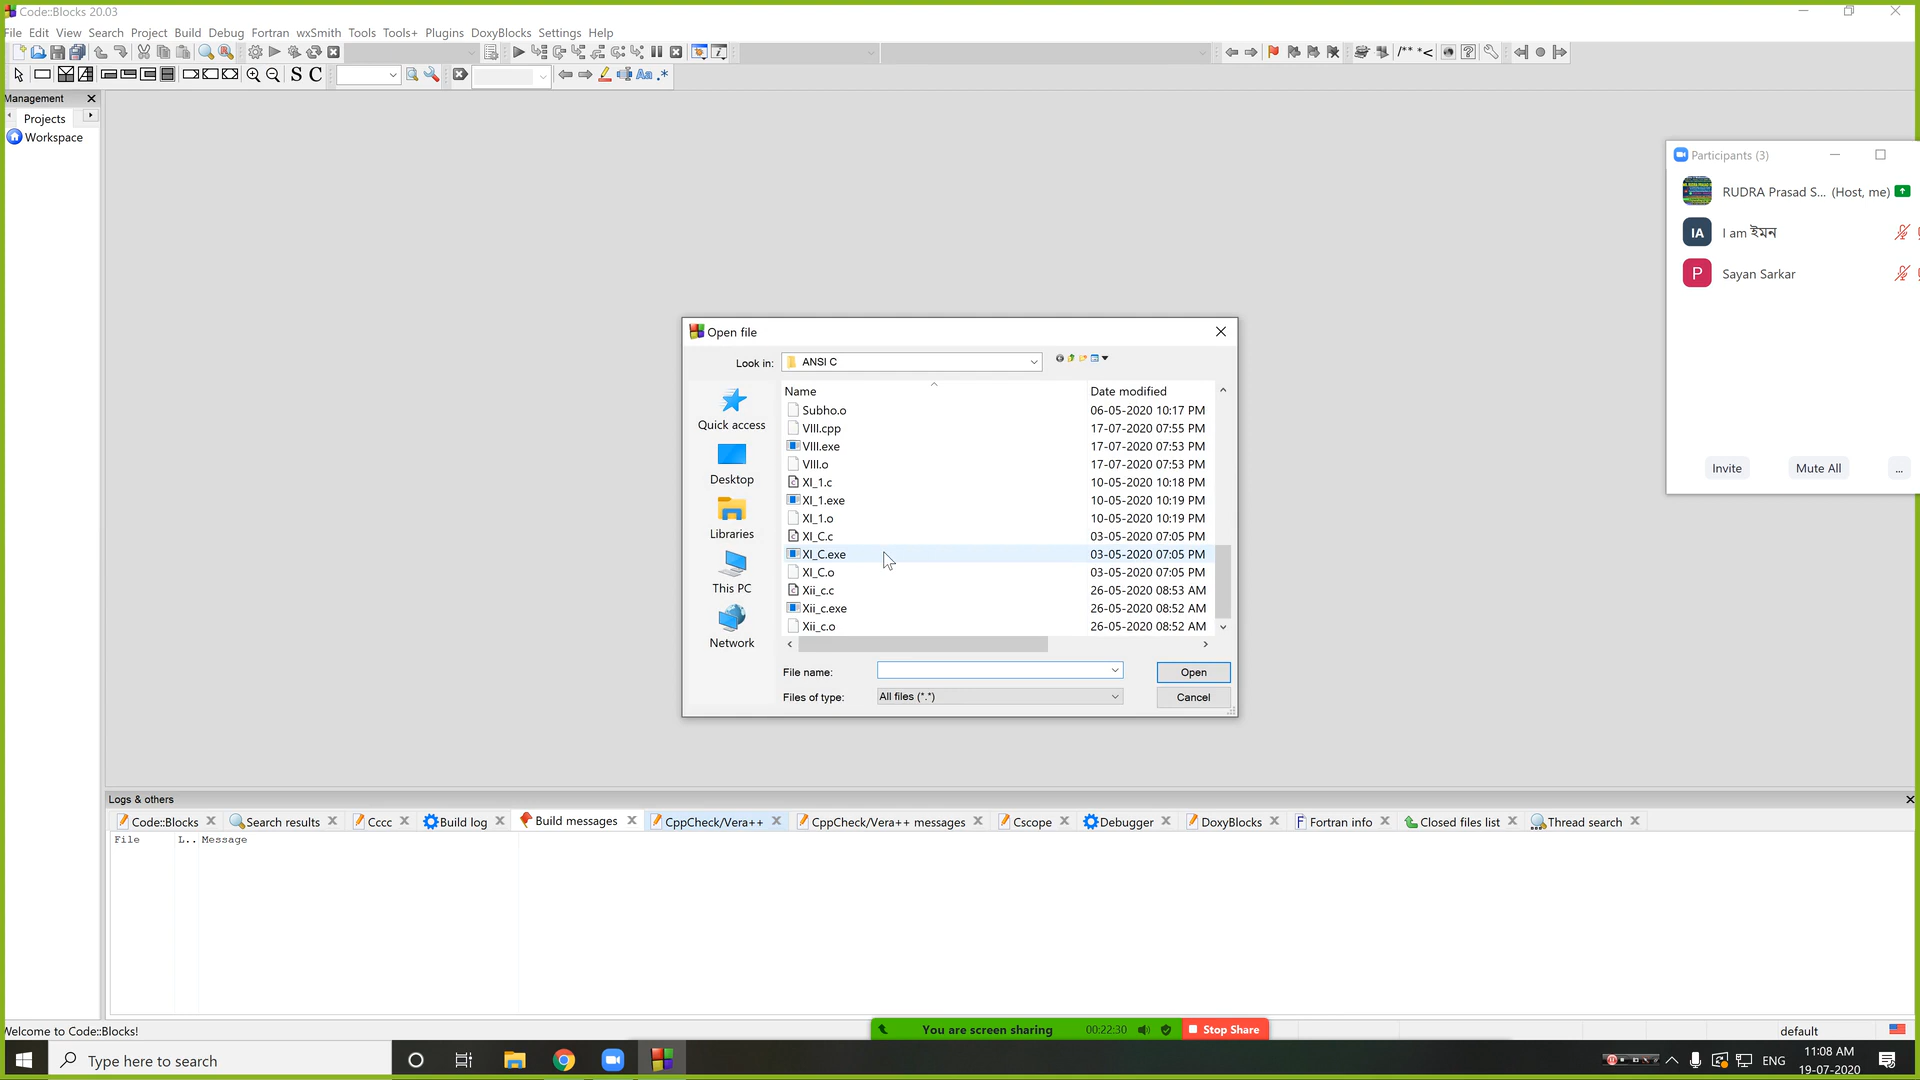 Code::Blocks 20.03
File Edit View Search Project Build Debug Fortran wxSmith Tools Tools+ Plugins DoxyBlocks Settings Help
Management
Projects
Workspace
Participants (3)
RUDRA Prasad S... (Host, me)
IA I am ইমন
P Sayan Sarkar
Invite Mute All ...
Open file
Look in: ANSI C
Name Date modified
Subho.o 06-05-2020 10:17 PM
VIII.cpp 17-07-2020 07:55 PM
VIII.exe 17-07-2020 07:53 PM
VIII.o 17-07-2020 07:53 PM
XI_1.c 10-05-2020 10:18 PM
XI_1.exe 10-05-2020 10:19 PM
XI_1.o 10-05-2020 10:19 PM
XI_C.c 03-05-2020 07:05 PM
XI_C.exe 03-05-2020 07:05 PM
XI_C.o 03-05-2020 07:05 PM
Xii_c.c 26-05-2020 08:53 AM
Xii_c.exe 26-05-2020 08:52 AM
Xii_c.o 26-05-2020 08:52 AM
Quick access
Desktop
Libraries
This PC
Network
File name: Open
Files of type: All files (*.*) Cancel
Logs & others
Code::Blocks Search results Cccc Build log Build messages CppCheck/Vera++ CppCheck/Vera++ messages Cscope Debugger DoxyBlocks Fortran info Closed files list Thread search
File L.. Message
Welcome to Code::Blocks! default
You are screen sharing 00:22:30 Stop Share
Type here to search
ENG
11:08 AM
19-07-2020